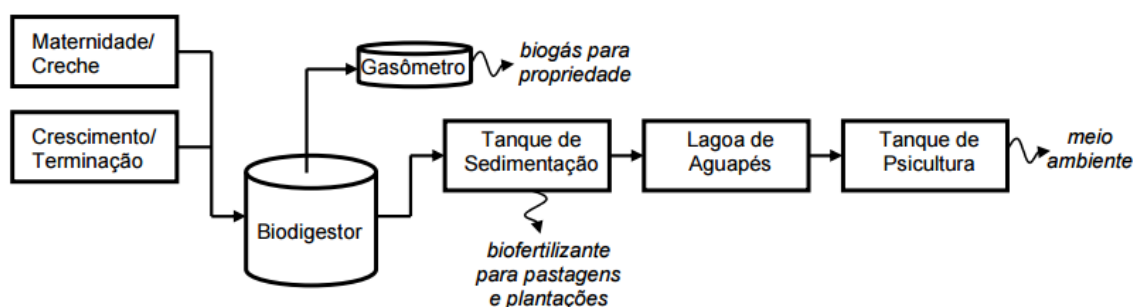 Maternidade/
Creche
Crescimento/
Terminação
Biodigestor
Gasômetro
biogás para
propriedade
Tanque de
Sedimentação
biofertilizante
para pastagens
e plantações
Lagoa de
Aguapés
Tanque de
Psicultura
meio
ambiente